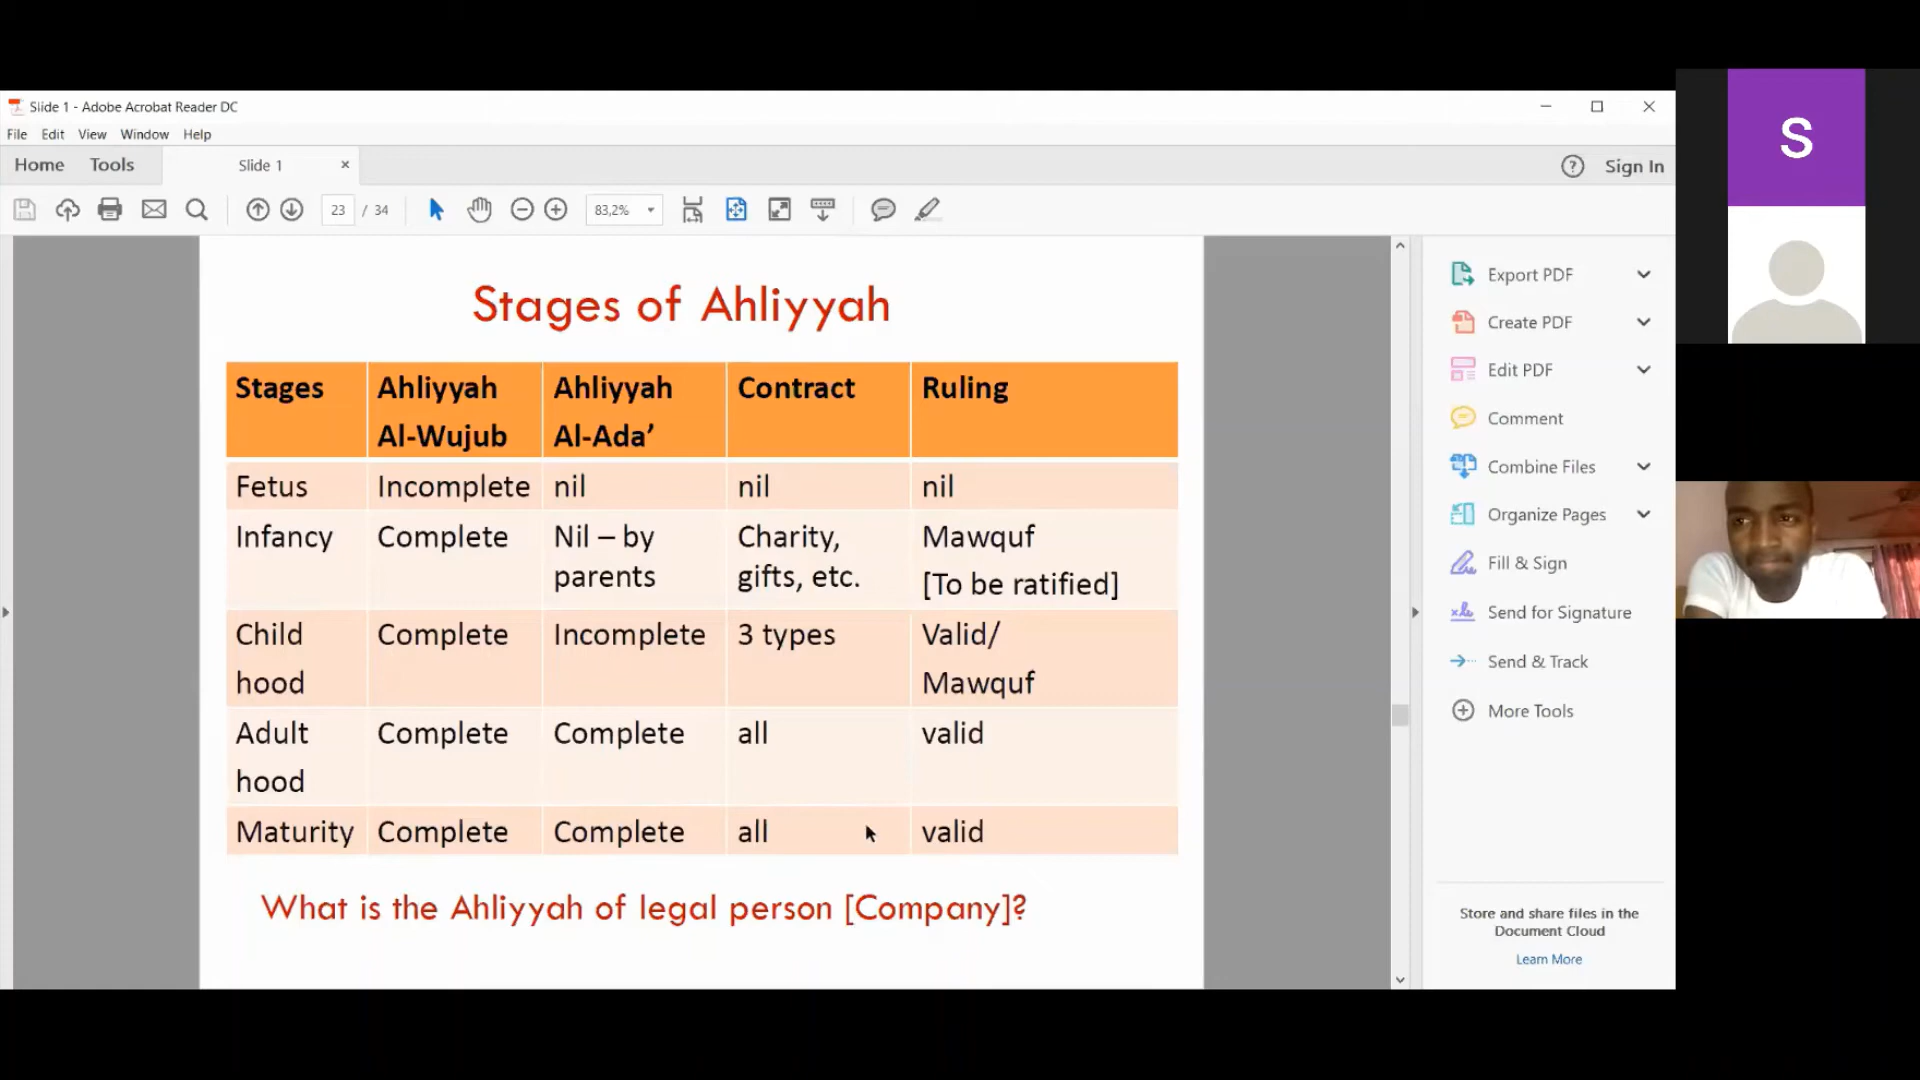 Slide 1 - Adobe Acrobat Reader DC
File Edit View Window Help
Home Tools Slide 1 × ? Sign In
23 / 34 83,2%
Stages of Ahliyyah
Stages Ahliyyah Al-Wujub Ahliyyah Al-Ada’ Contract Ruling
Fetus Incomplete nil nil nil
Infancy Complete Nil – by parents Charity, gifts, etc. Mawquf [To be ratified]
Child hood Complete Incomplete 3 types Valid/ Mawquf
Adult hood Complete Complete all valid
Maturity Complete Complete all valid
What is the Ahliyyah of legal person [Company]?
Export PDF
Create PDF
Edit PDF
Comment
Combine Files
Organize Pages
Fill & Sign
Send for Signature
Send & Track
More Tools
Store and share files in the
Document Cloud
Learn More
S